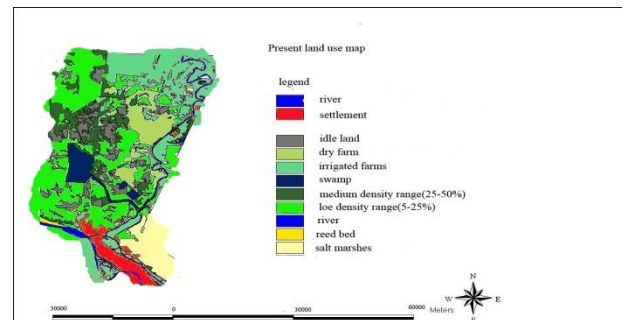 Present land use map
legend
river
settlement
idle land
dry farm
irrigated farms
swamp
medium density range(25-50%)
loe density range(5-25%)
river
reed bed
salt marshes
N
W E
30000 0 30000 60000 Meters